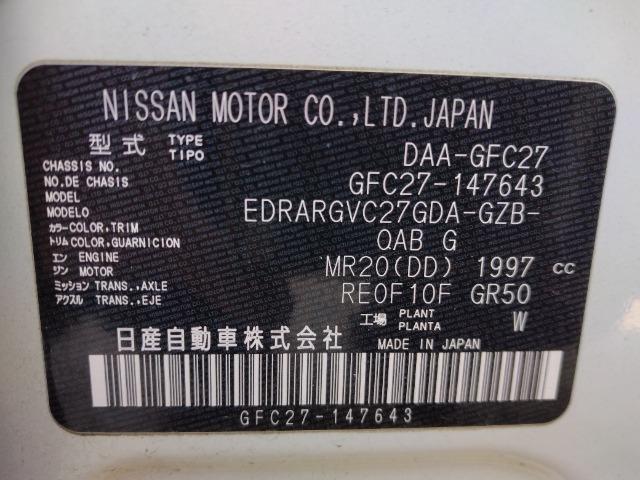 NISSAN MOTOR CO.,LTD.JAPAN
型式 TYPE TIPO DAA-GFC27
CHASSIS NO. NO.DE CHASIS GFC27-147643
MODEL MODELO EDRARGVC27GDA-GZB-
カラー COLOR,TRIM トリム COLOR,GUARNICION QAB G
エンジン ENGINE MOTOR MR20(DD) 1997 CC
ミッション TRANS.,AXLE アクスル TRANS.,EJE RE0F10F GR50
工場 PLANT PLANTA W
日産自動車株式会社 MADE IN JAPAN
GFC27-147643